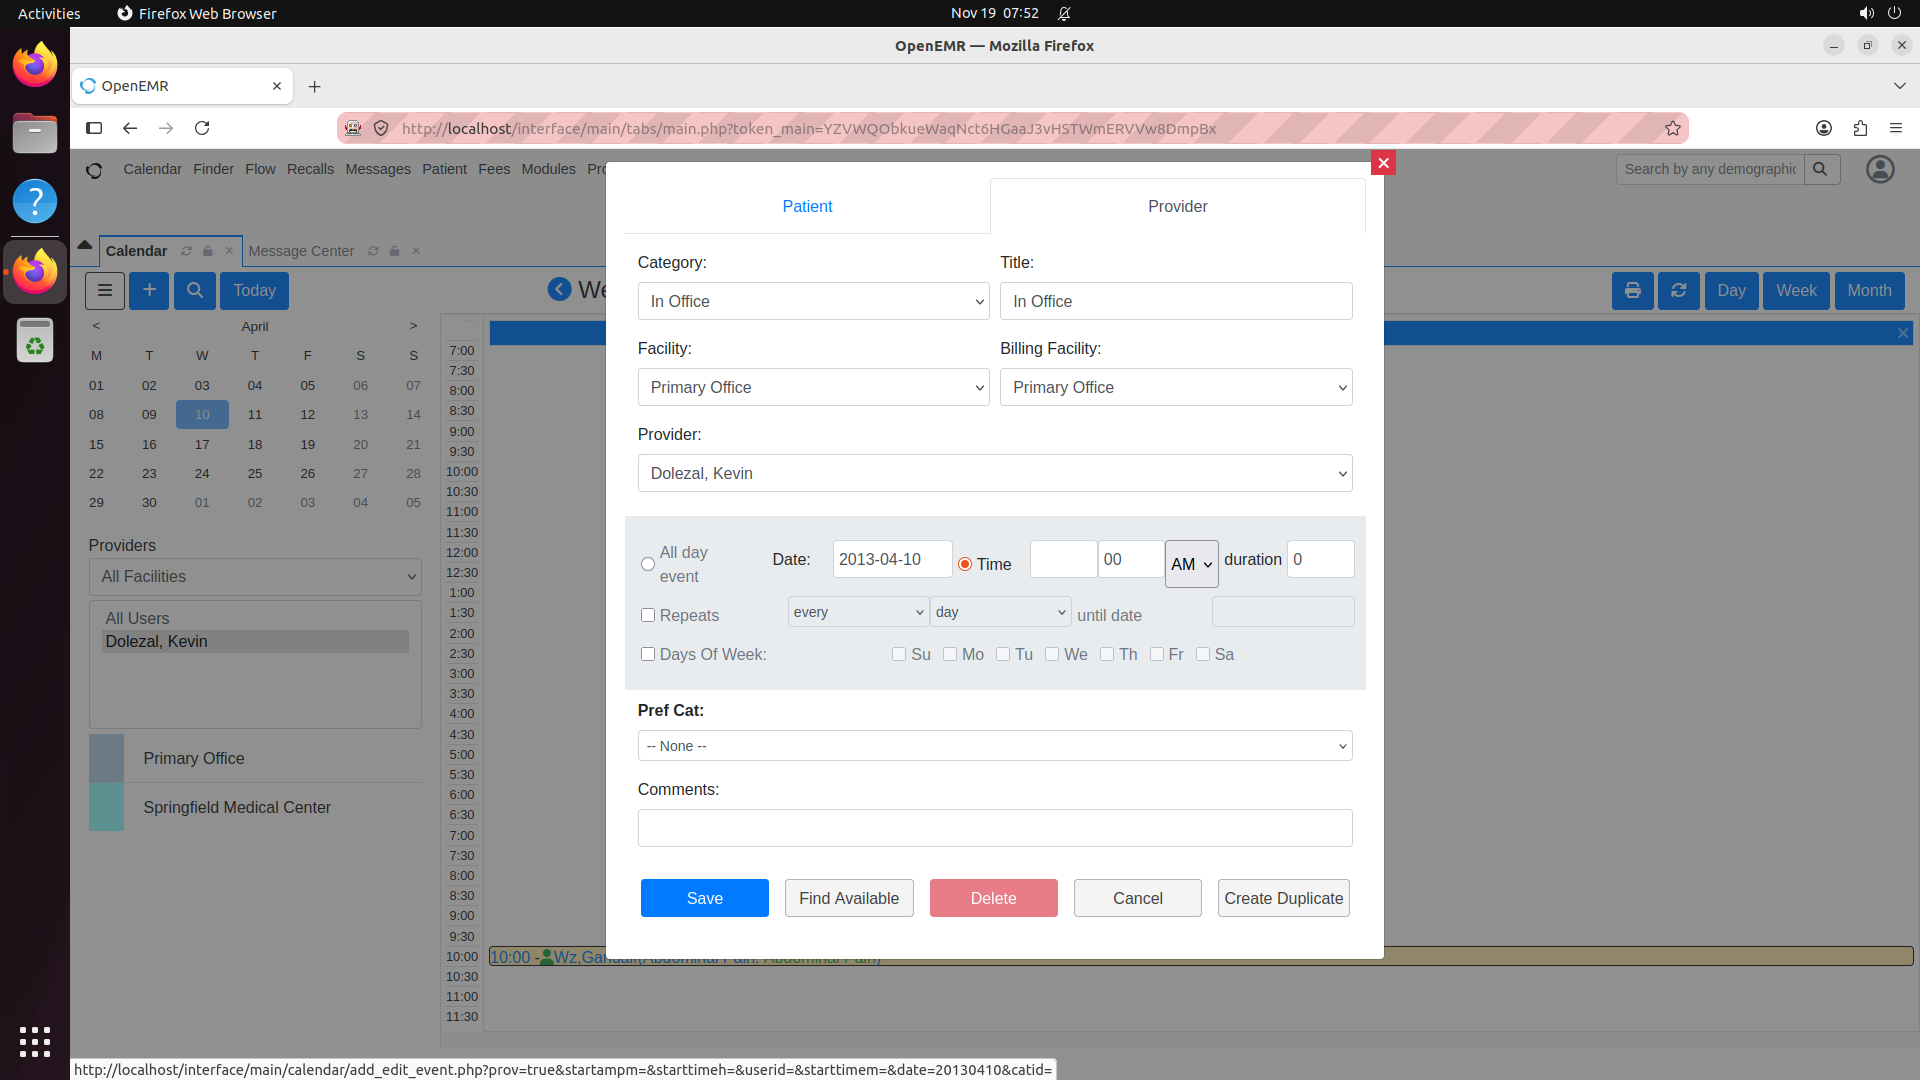 Activities
Firefox Web Browser
Nov 19 07:52
OpenEMR — Mozilla Firefox
OpenEMR
http://localhost/interface/main/tabs/main.php?token_main=YZVWQObkueWaqNct6HGaaJ3vHSTWmERVVw8DmpBx
Calendar Finder Flow Recalls Messages Patient Fees Modules
Search by any demographic
Calendar
Message Center
Today
Day
Week
Month
< April >
M T W T F S S
01 02 03 04 05 06 07
08 09 10 11 12 13 14
15 16 17 18 19 20 21
22 23 24 25 26 27 28
29 30 01 02 03 04 05
Providers
All Facilities
All Users
Dolezal, Kevin
Primary Office
Springfield Medical Center
7:00
7:30
8:00
8:30
9:00
9:30
10:00
10:30
11:00
11:30
12:00
12:30
1:00
1:30
2:00
2:30
3:00
3:30
4:00
4:30
5:00
5:30
6:00
6:30
7:00
7:30
8:00
8:30
9:00
9:30
10:00
10:30
11:00
11:30
10:00 -
Patient
Provider
Category:
Title:
In Office
In Office
Facility:
Billing Facility:
Primary Office
Primary Office
Provider:
Dolezal, Kevin
All day event
Date:
2013-04-10
Time
00
AM
duration
0
Repeats
every
day
until date
Days Of Week:
Su Mo Tu We Th Fr Sa
Pref Cat:
-- None --
Comments:
Save
Find Available
Delete
Cancel
Create Duplicate
http://localhost/interface/main/calendar/add_edit_event.php?prov=true&startampm=&starttimeh=&userid=&starttimem=&date=20130410&catid=